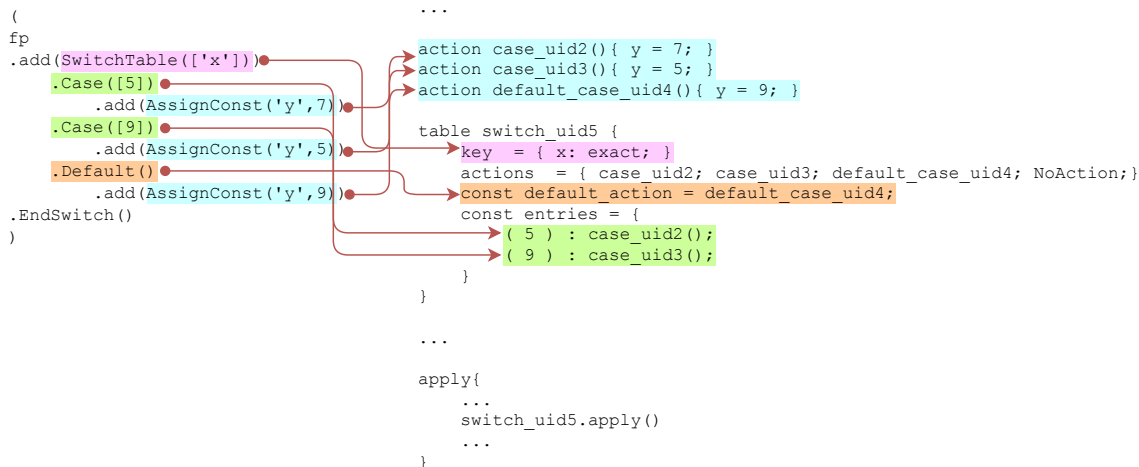 (
fp
.add(SwitchTable(['x']))
    .Case([5])
        .add(AssignConst('y',7))
    .Case([9])
        .add(AssignConst('y',5))
    .Default()
        .add(AssignConst('y',9))
.EndSwitch()
)
...
action case_uid2(){ y = 7; }
action case_uid3(){ y = 5; }
action default_case_uid4(){ y = 9; }
table switch_uid5 {
    key  = { x: exact; }
    actions  = { case_uid2; case_uid3; default_case_uid4; NoAction;}
    const default_action = default_case_uid4;
    const entries = {
        ( 5 ) : case_uid2();
        ( 9 ) : case_uid3();
    }
}
...
apply{
    ...
    switch_uid5.apply()
    ...
}